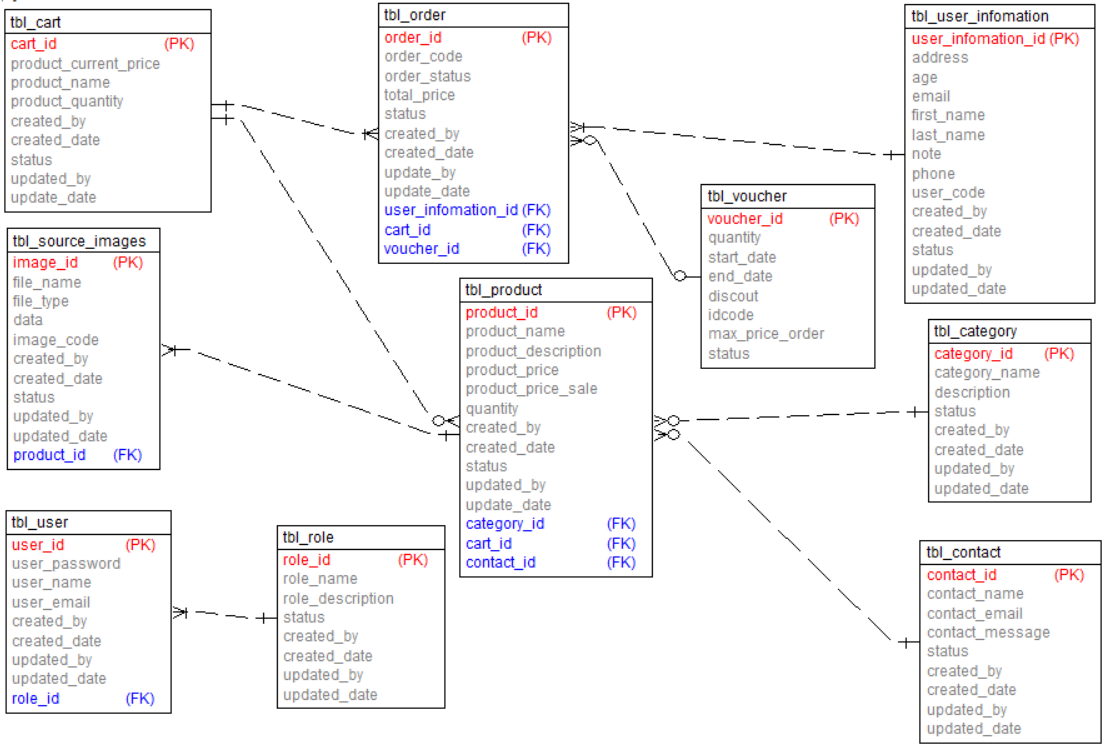 tbl_cart
cart_id (PK)
product_current_price
product_name
product_quantity
created_by
created_date
status
updated_by
update_date
tbl_order
order_id (PK)
order_code
order_status
total_price
status
created_by
created_date
update_by
update_date
user_infomation_id (FK)
cart_id (FK)
voucher_id (FK)
tbl_user_infomation
user_infomation_id (PK)
address
age
email
first_name
last_name
note
phone
user_code
created_by
created_date
status
updated_by
updated_date
tbl_voucher
voucher_id (PK)
quantity
start_date
end_date
discout
idcode
max_price_order
status
tbl_source_images
image_id (PK)
file_name
file_type
data
image_code
created_by
created_date
status
updated_by
updated_date
product_id (FK)
tbl_product
product_id (PK)
product_name
product_description
product_price
product_price_sale
quantity
created_by
created_date
status
updated_by
update_date
category_id (FK)
cart_id (FK)
contact_id (FK)
tbl_category
category_id (PK)
category_name
description
status
created_by
created_date
updated_by
updated_date
tbl_user
user_id (PK)
user_password
user_name
user_email
created_by
created_date
updated_by
updated_date
role_id (FK)
tbl_role
role_id (PK)
role_name
role_description
status
created_by
created_date
updated_by
updated_date
tbl_contact
contact_id (PK)
contact_name
contact_email
contact_message
status
created_by
created_date
updated_by
updated_date